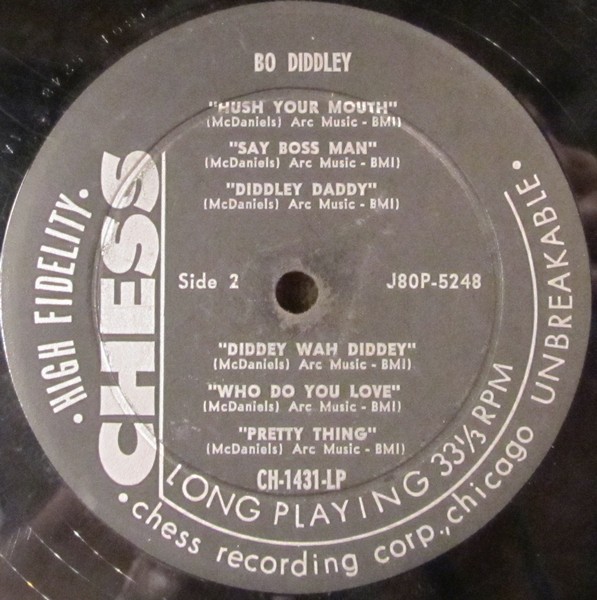 BO DIDDLEY
"HUSH YOUR MOUTH"
(McDaniels) Arc Music - BMI)
"SAY BOSS MAN"
(McDaniels) Arc Music - BMI)
"DIDDLEY DADDY"
(McDaniels) Arc Music - BMI)
Side 2
J80P-5248
"DIDDEY WAH DIDDEY"
(McDaniels) Arc Music - BMI)
"WHO DO YOU LOVE"
(McDaniels) Arc Music - BMI)
"PRETTY THING"
(McDaniels) Arc Music - BMI)
CH-1431-LP
• HIGH FIDELITY •
CHESS
LONG PLAYING 33⅓ RPM
• chess recording corp., chicago UNBREAKABLE •